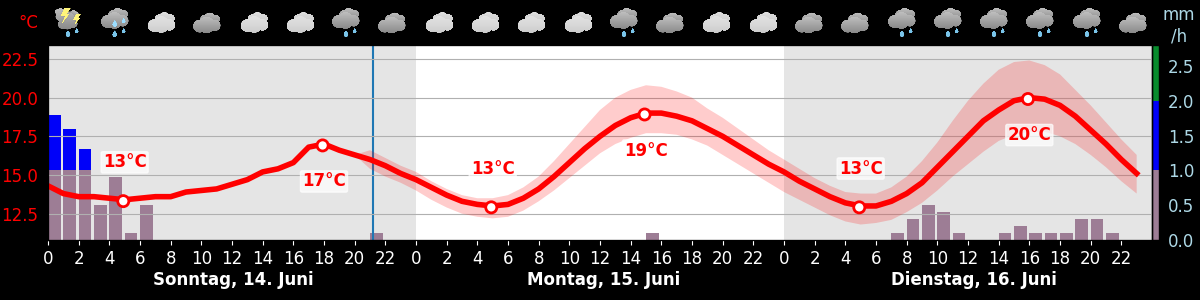 °C mm
/h
22.5 2.5
20.0 2.0
17.5 1.5
15.0 1.0
12.5 0.5
0.0
13°C 17°C 13°C 19°C 13°C 20°C
0 2 4 6 8 10 12 14 16 18 20 22 0 2 4 6 8 10 12 14 16 18 20 22 0 2 4 6 8 10 12 14 16 18 20 22
Sonntag, 14. Juni Montag, 15. Juni Dienstag, 16. Juni